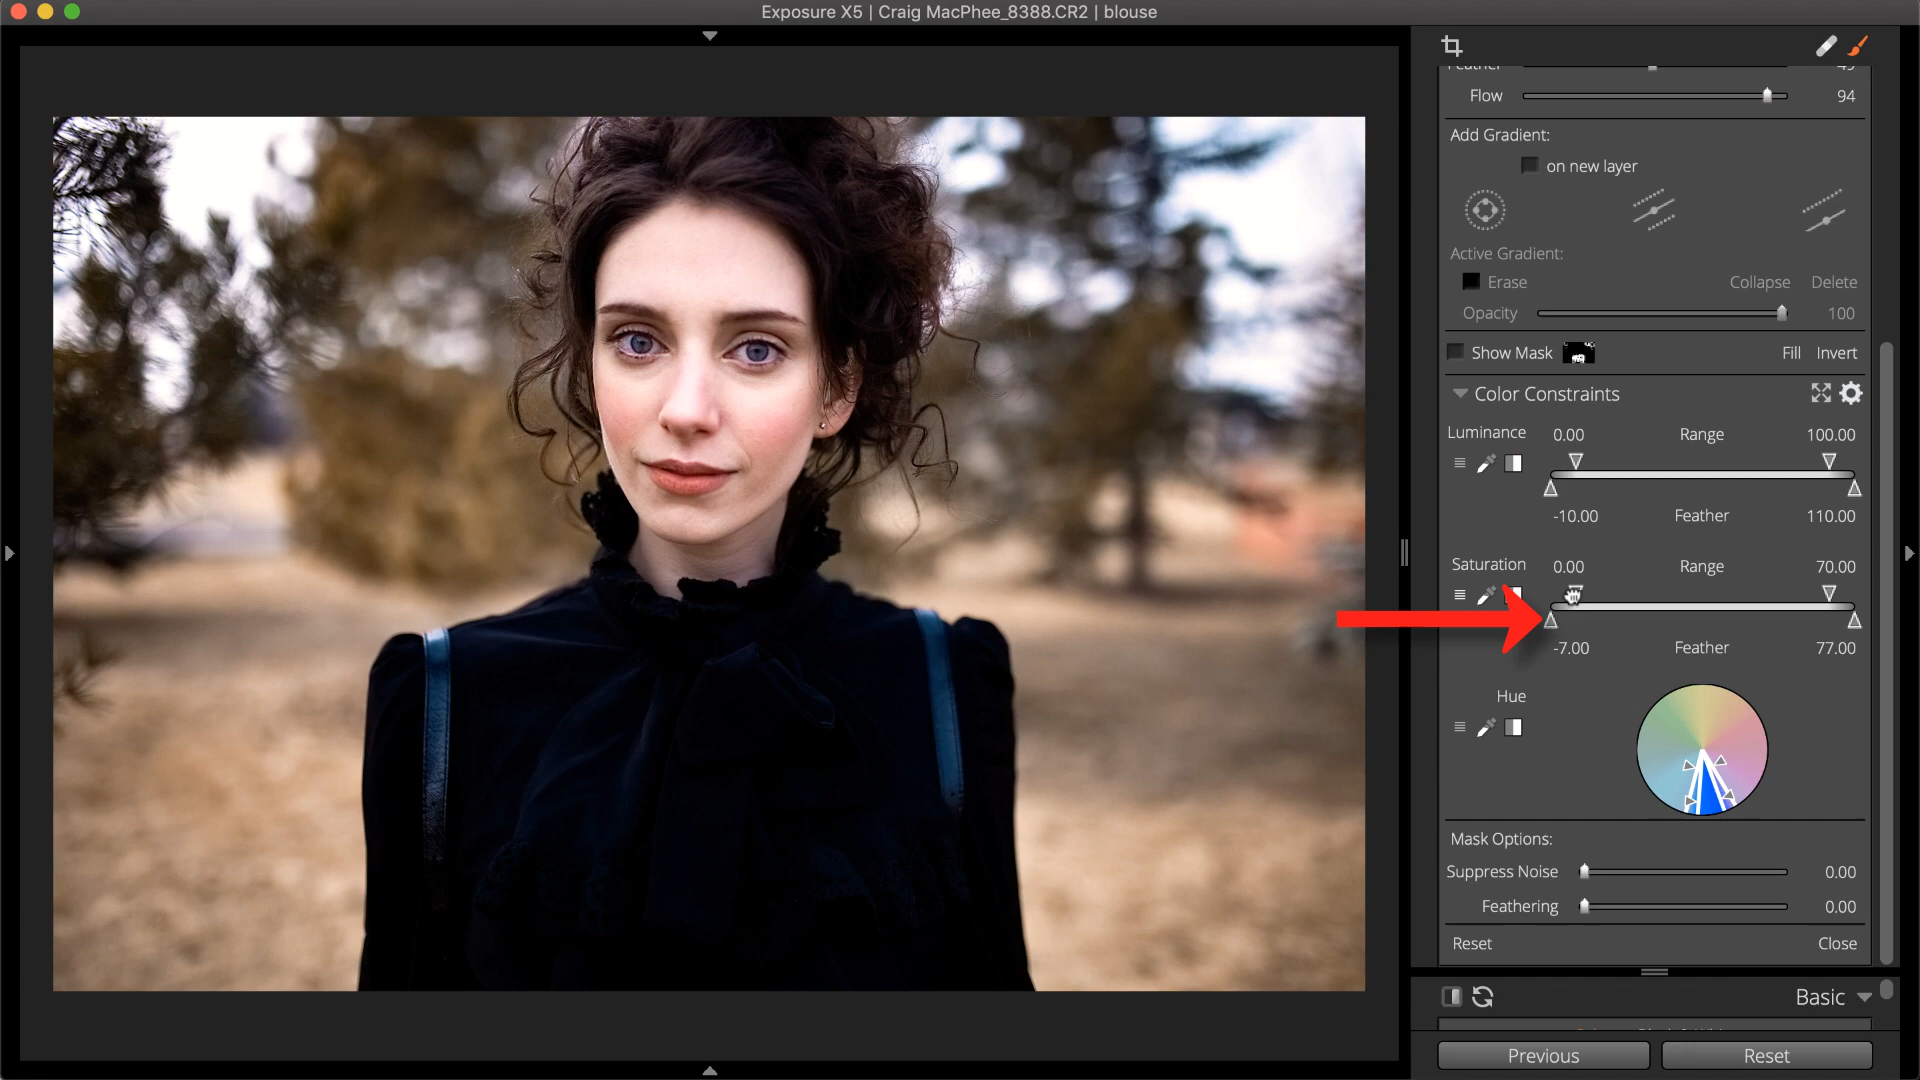 Exposure X5 | Craig MacPhee_8388.CR2 | blouse
Feather 49
Flow 94
Add Gradient:
on new layer
Active Gradient:
Erase Collapse Delete
Opacity 100
Show Mask Fill Invert
Color Constraints
Luminance 0.00 Range 100.00
-10.00 Feather 110.00
Saturation 0.00 Range 70.00
-7.00 Feather 77.00
Hue
Mask Options:
Suppress Noise 0.00
Feathering 0.00
Reset Close
Basic
Previous Reset